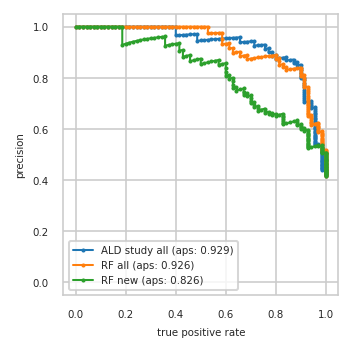 1.0
0.8
0.6
0.4
0.2
0.0
precision
ALD study all (aps: 0.929)
RF all (aps: 0.926)
RF new (aps: 0.826)
0.0 0.2 0.4 0.6 0.8 1.0
true positive rate